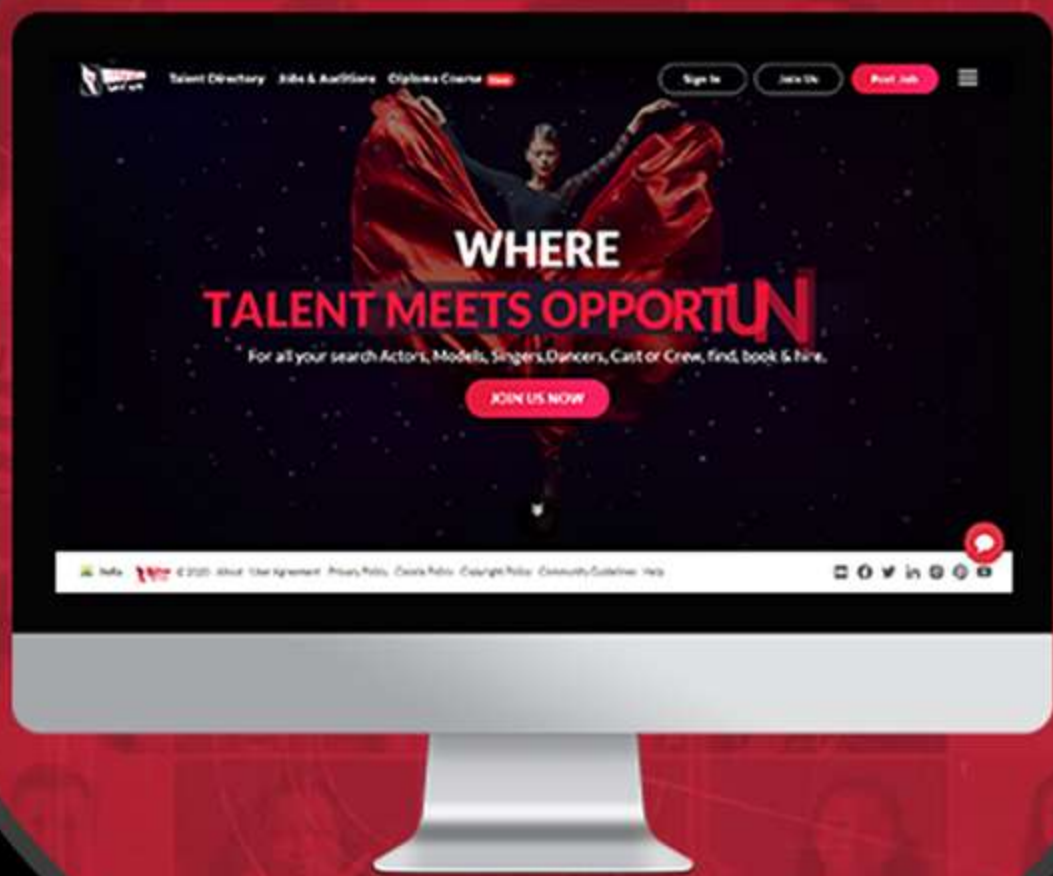 Talent Directory Jobs & Auditions Diploma Course New
Sign In Join Us Post Job
WHERE
TALENT MEETS OPPORTUN
For all your search Actors, Models, Singers, Dancers, Cast or Crew, find, book & hire.
JOIN US NOW
India © 2020 About User Agreement Privacy Policy Cookie Policy Copyright Policy Community Guidelines Help